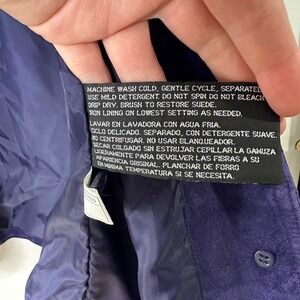 MACHINE WASH COLD, GENTLE CYCLE, SEPARATE
USE MILD DETERGENT. DO NOT SPIN DO NOT BLEACH
DRIP DRY. BRUSH TO RESTORE SUEDE.
IRON LINING ON LOWEST SETTING AS NEEDED.
LAVAR EN LAVADORA CON AGUA FRIA,
CICLO DELICADO, SEPARADO, CON DETERGENTE SUAVE.
NO CENTRIFUGAR. NO USAR BLANQUEADOR.
SECAR COLGADO SIN ESTRUJAR CEPILLAR LA GAMUZA
LIGERAMENTE PARA DEVOLVER LAS FIBRAS A SU
APARIENCIA ORIGINAL. PLANCHAR DE FORRO
MINIMA TEMPERATURA SI SE NECESITA.